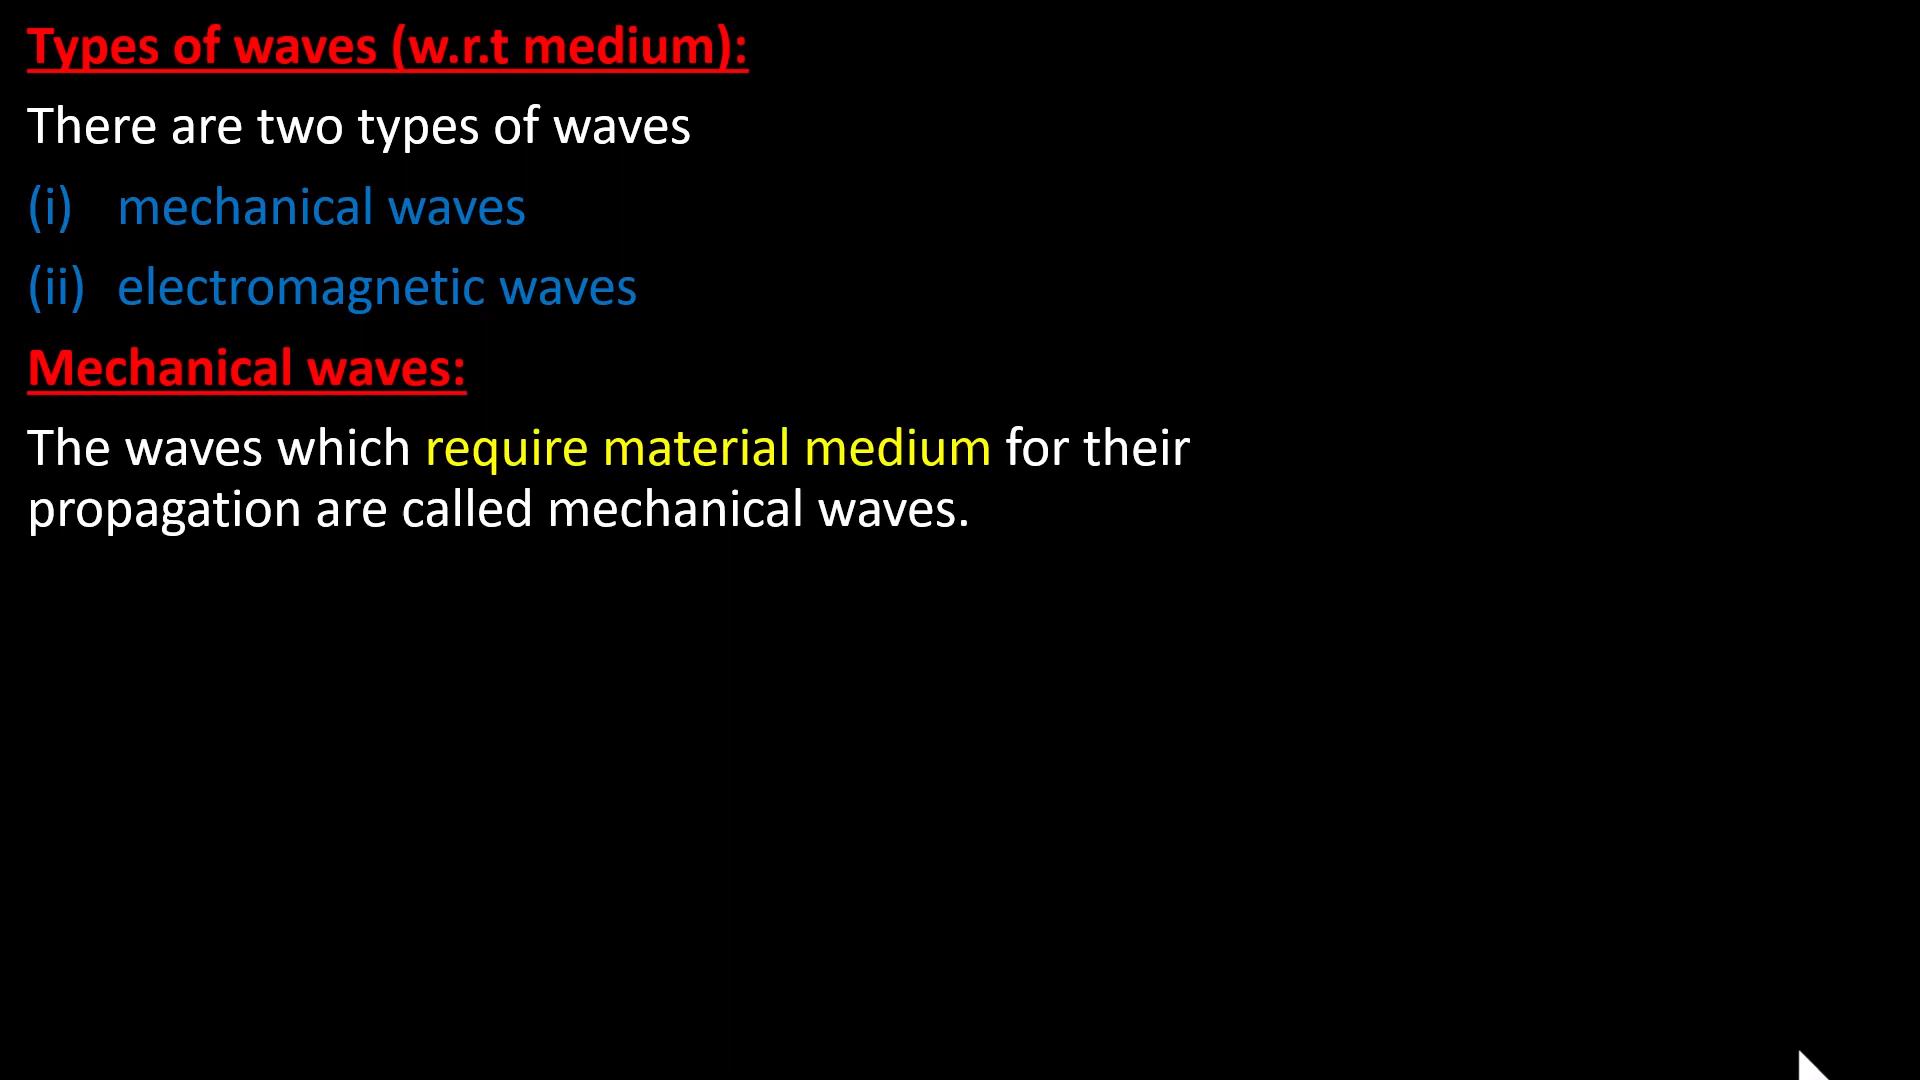 Types of waves (w.r.t medium):
There are two types of waves
(i) mechanical waves
(ii) electromagnetic waves
Mechanical waves:
The waves which require material medium for their
propagation are called mechanical waves.